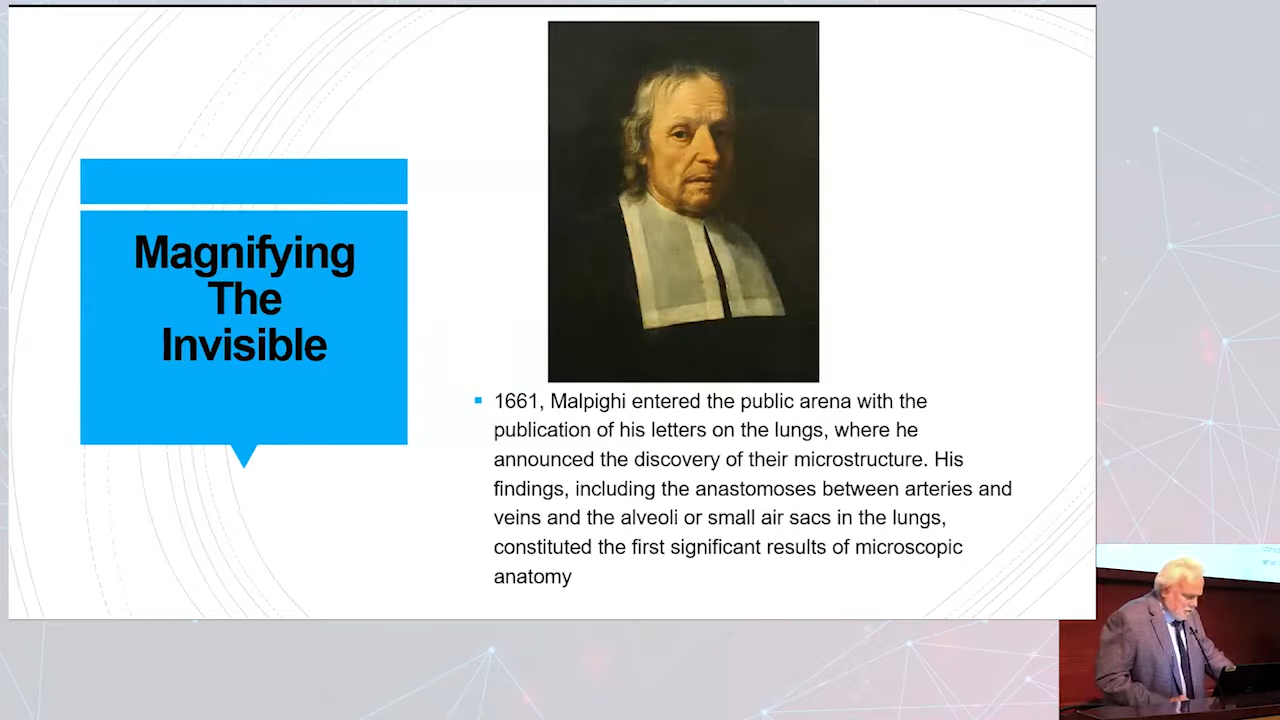 Magnifying
The
Invisible
1661, Malpighi entered the public arena with the
publication of his letters on the lungs, where he
announced the discovery of their microstructure. His
findings, including the anastomoses between arteries and
veins and the alveoli or small air sacs in the lungs,
constituted the first significant results of microscopic
anatomy